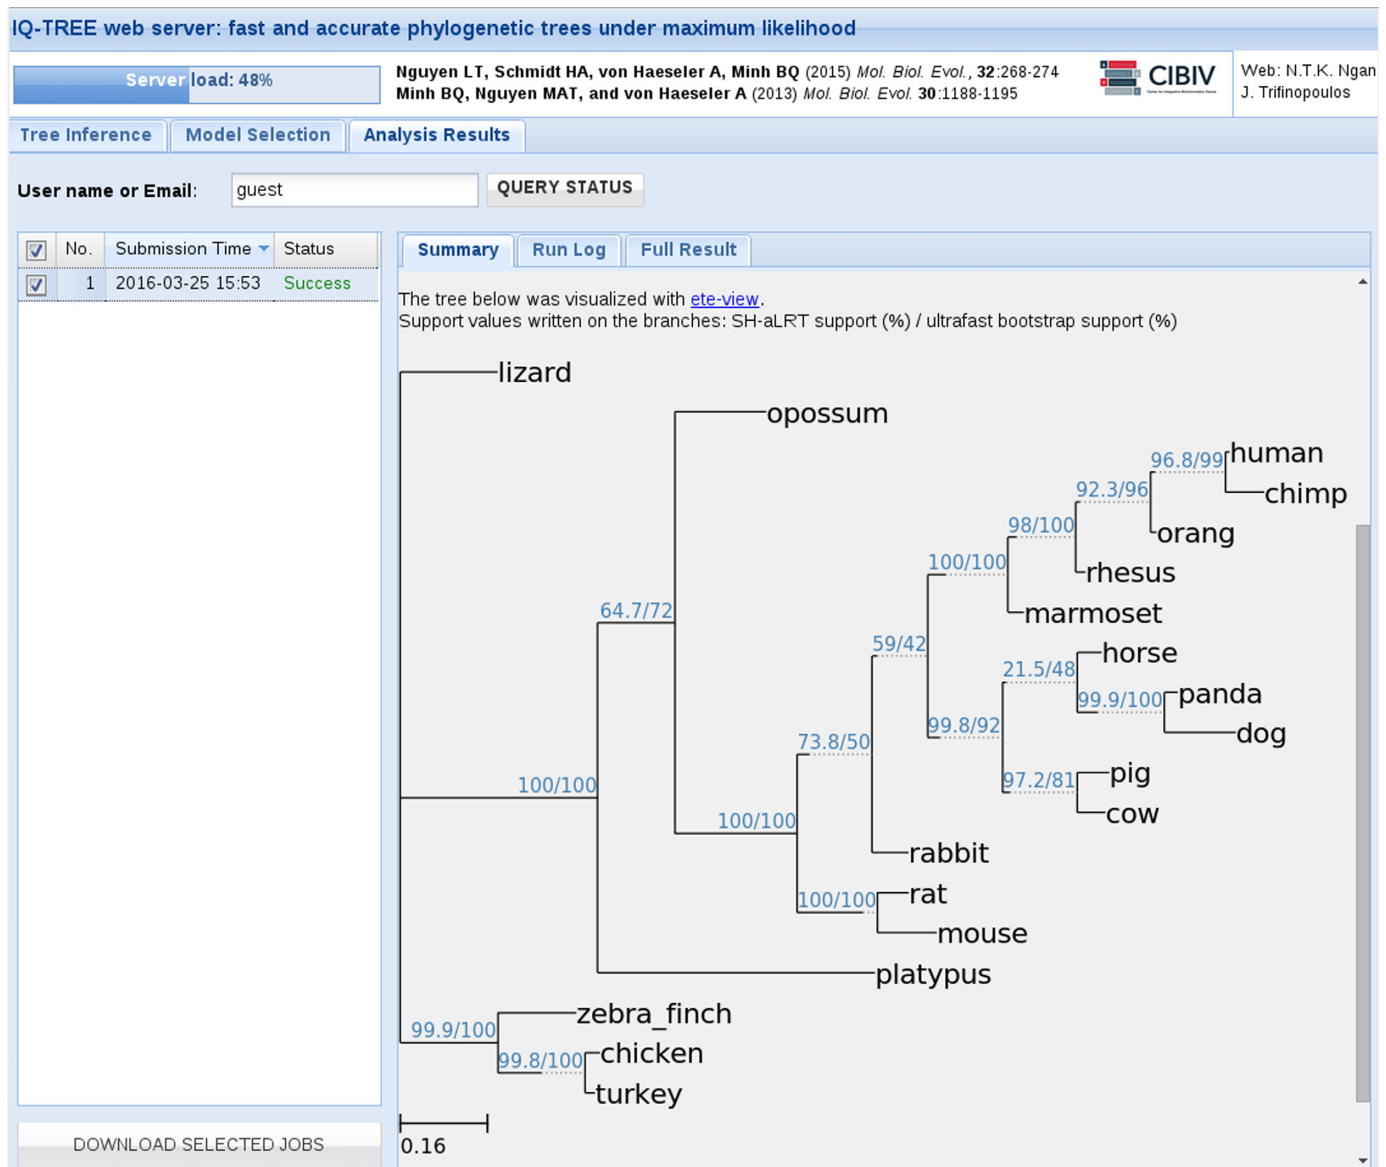 IQ-TREE web server: fast and accurate phylogenetic trees under maximum likelihood
Server load: 48%
Nguyen LT, Schmidt HA, von Haeseler A, Minh BQ (2015) Mol. Biol. Evol., 32:268-274
Minh BQ, Nguyen MAT, and von Haeseler A (2013) Mol. Biol. Evol. 30:1188-1195
CIBIV
Web: N.T.K. Ngan
J. Trifinopoulos
Tree Inference
Model Selection
Analysis Results
User name or Email:
guest
QUERY STATUS
No.
Submission Time
Status
1
2016-03-25 15:53
Success
Summary
Run Log
Full Result
The tree below was visualized with ete-view.
Support values written on the branches: SH-aLRT support (%) / ultrafast bootstrap support (%)
lizard
opossum
human
96.8/99
chimp
92.3/96
orang
98/100
rhesus
100/100
marmoset
64.7/72
59/42
horse
21.5/48
panda
99.9/100
dog
99.8/92
73.8/50
pig
97.2/81
cow
100/100
100/100
rabbit
rat
100/100
mouse
platypus
zebra_finch
99.9/100
chicken
99.8/100
turkey
0.16
DOWNLOAD SELECTED JOBS